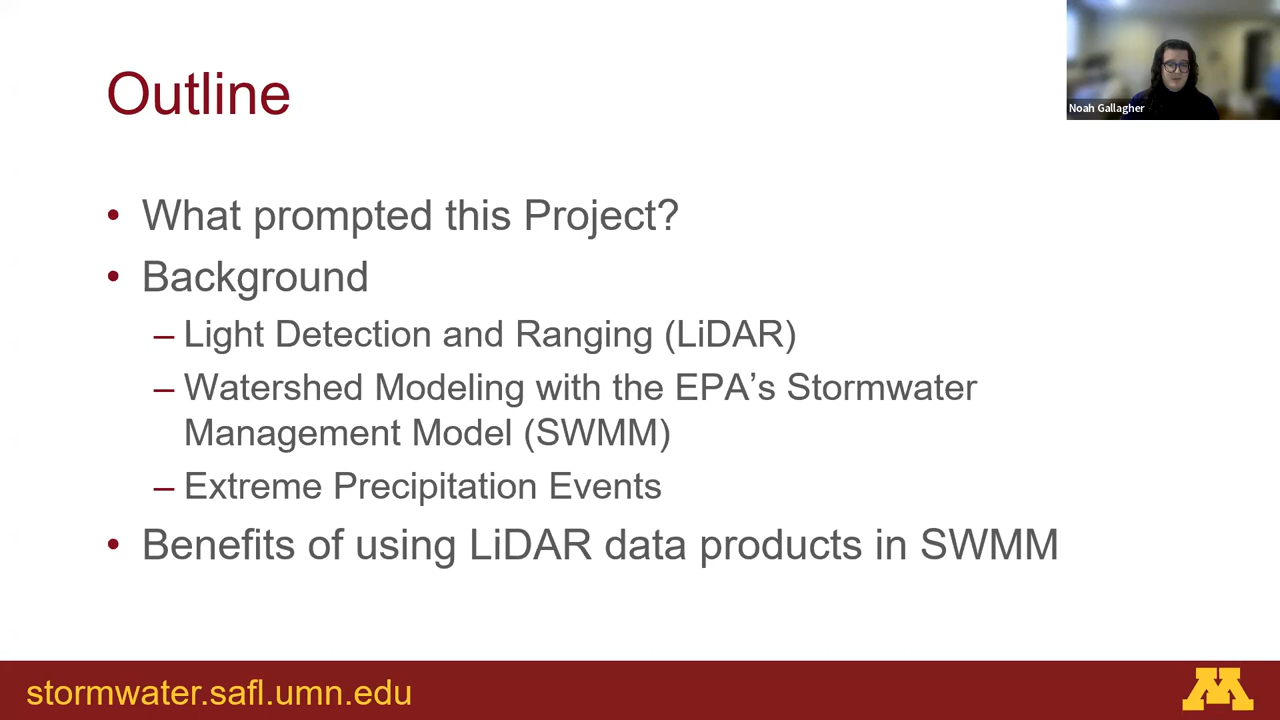 Outline
Noah Gallagher
• What prompted this Project?
• Background
– Light Detection and Ranging (LiDAR)
– Watershed Modeling with the EPA’s Stormwater
Management Model (SWMM)
– Extreme Precipitation Events
• Benefits of using LiDAR data products in SWMM
stormwater.safl.umn.edu
M